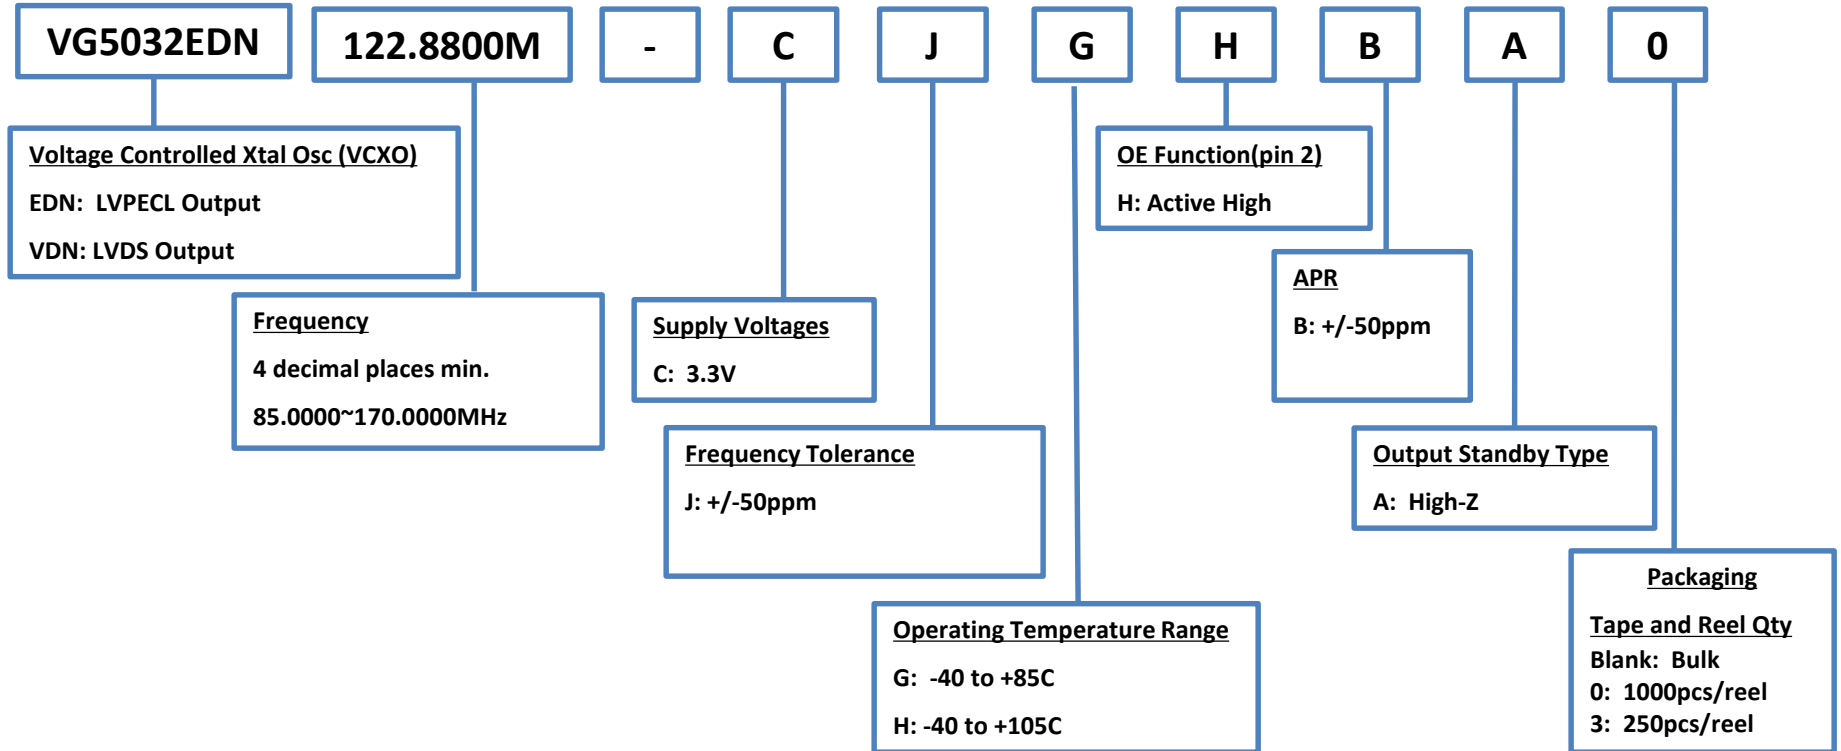 VG5032EDN 122.8800M - C J G H B A 0
Voltage Controlled Xtal Osc (VCXO)
EDN: LVPECL Output
VDN: LVDS Output
OE Function(pin 2)
H: Active High
Frequency
4 decimal places min.
85.0000~170.0000MHz
Supply Voltages
C: 3.3V
APR
B: +/-50ppm
Frequency Tolerance
J: +/-50ppm
Output Standby Type
A: High-Z
Operating Temperature Range
G: -40 to +85C
H: -40 to +105C
Packaging
Tape and Reel Qty
Blank: Bulk
0: 1000pcs/reel
3: 250pcs/reel